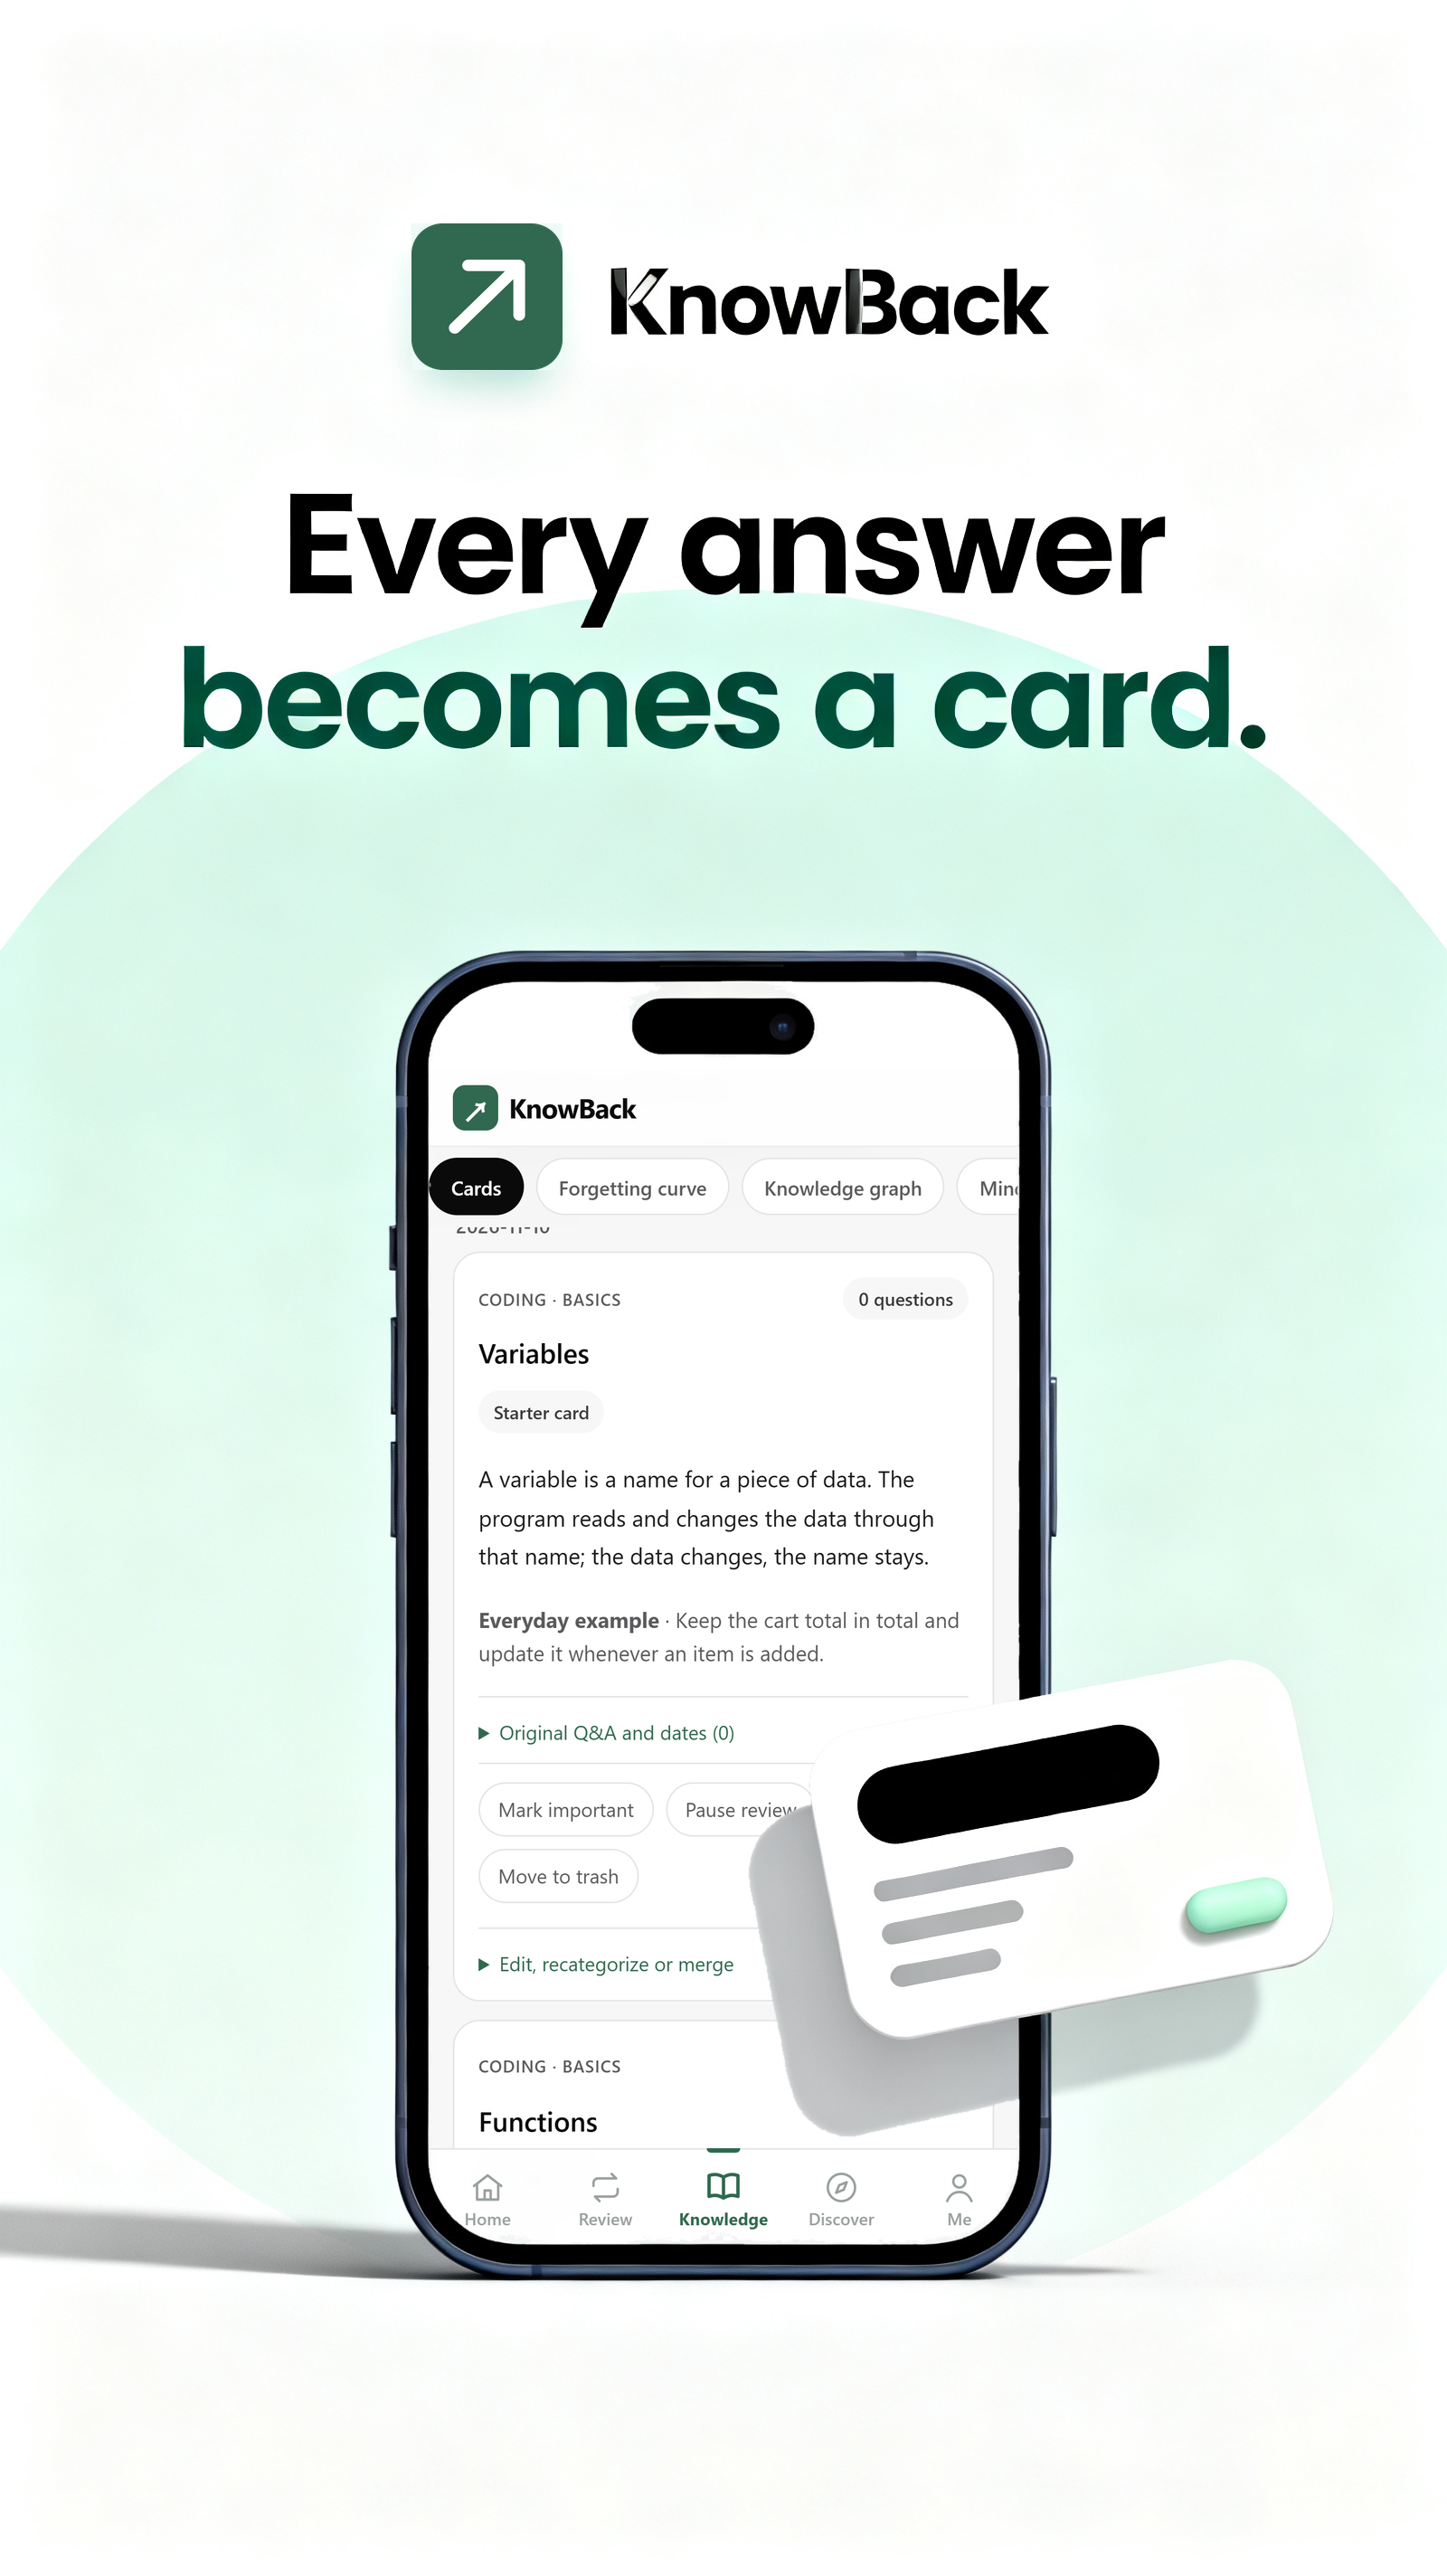 KnowBack
Every answer
becomes a card.
KnowBack
Cards
Forgetting curve
Knowledge graph
CODING · BASICS
0 questions
Variables
Starter card
A variable is a name for a piece of data. The
program reads and changes the data through
that name; the data changes, the name stays.
Everyday example · Keep the cart total in total and
update it whenever an item is added.
Original Q&A and dates (0)
Mark important
Pause review
Move to trash
Edit, recategorize or merge
CODING · BASICS
Functions
Home
Review
Knowledge
Discover
Me